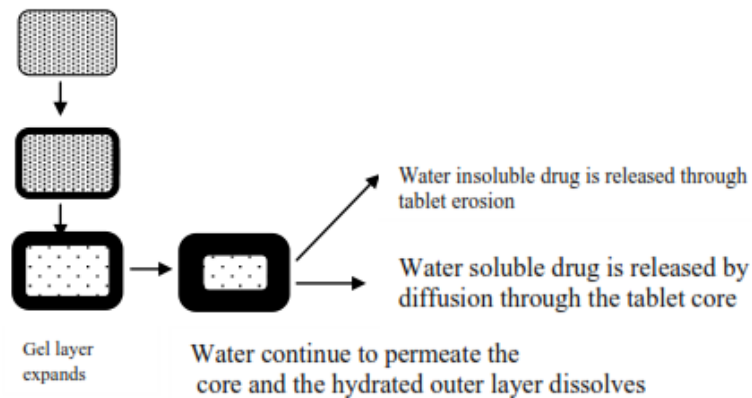 Water insoluble drug is released through
tablet erosion
Water soluble drug is released by
diffusion through the tablet core
Gel layer
expands
Water continue to permeate the
core and the hydrated outer layer dissolves